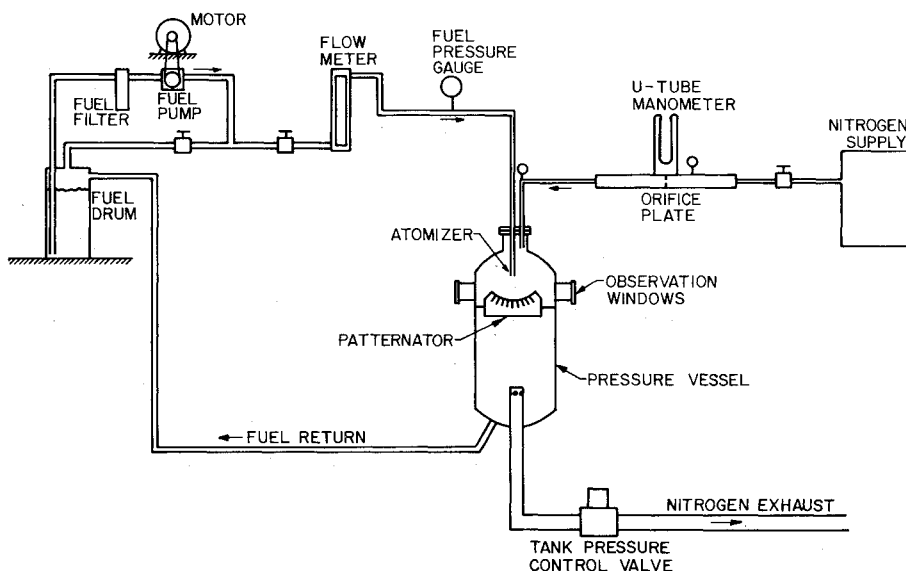 MOTOR
FLOW
METER
FUEL
PRESSURE
GAUGE
U-TUBE
MANOMETER
NITROGEN
SUPPLY
FUEL
FILTER
FUEL
PUMP
FUEL
DRUM
ORIFICE
PLATE
ATOMIZER
OBSERVATION
WINDOWS
PATTERNATOR
PRESSURE VESSEL
FUEL RETURN
NITROGEN EXHAUST
TANK PRESSURE
CONTROL VALVE